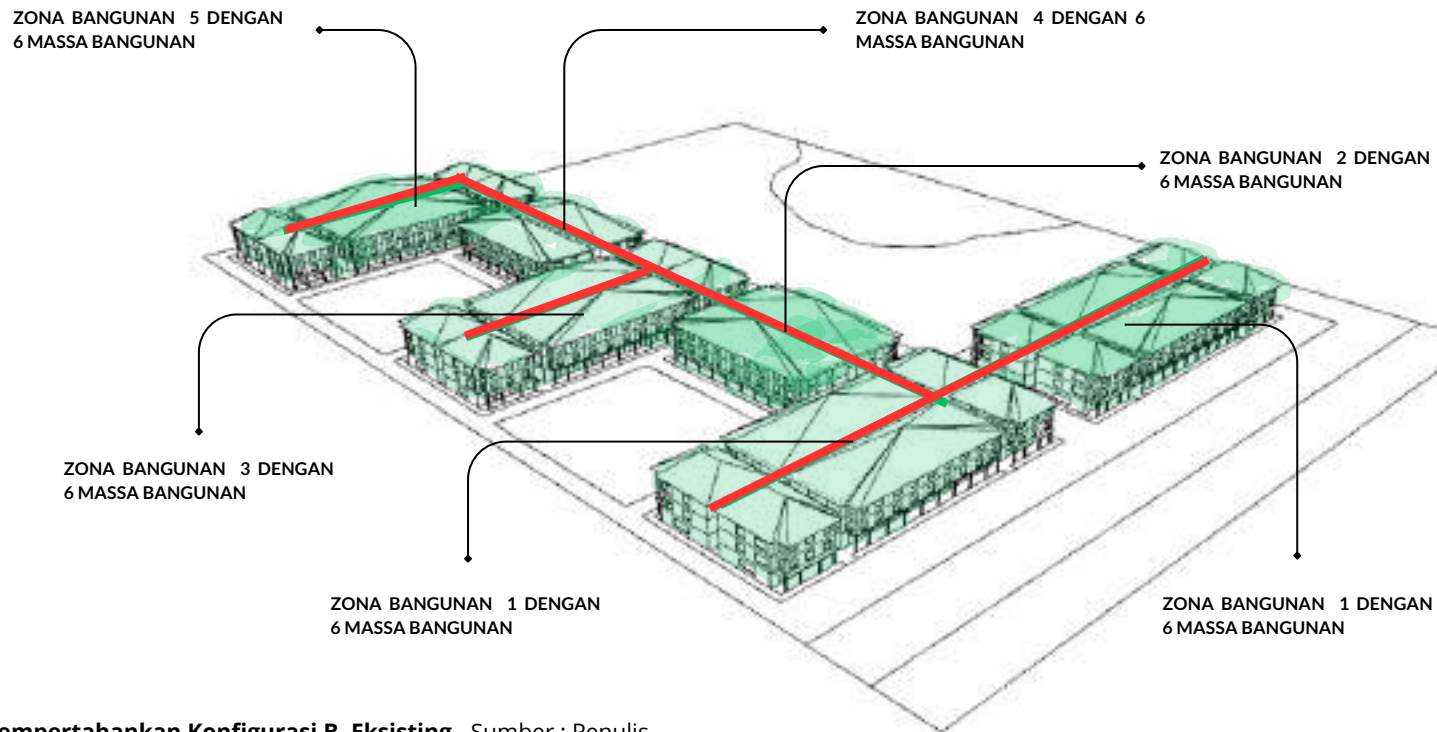 ZONA BANGUNAN 5 DENGAN
6 MASSA BANGUNAN
ZONA BANGUNAN 4 DENGAN 6
MASSA BANGUNAN
ZONA BANGUNAN 2 DENGAN
6 MASSA BANGUNAN
ZONA BANGUNAN 3 DENGAN
6 MASSA BANGUNAN
ZONA BANGUNAN 1 DENGAN
6 MASSA BANGUNAN
ZONA BANGUNAN 1 DENGAN
6 MASSA BANGUNAN
empertahankan Konfigurasi B. Eksisting Sumber : Penulis